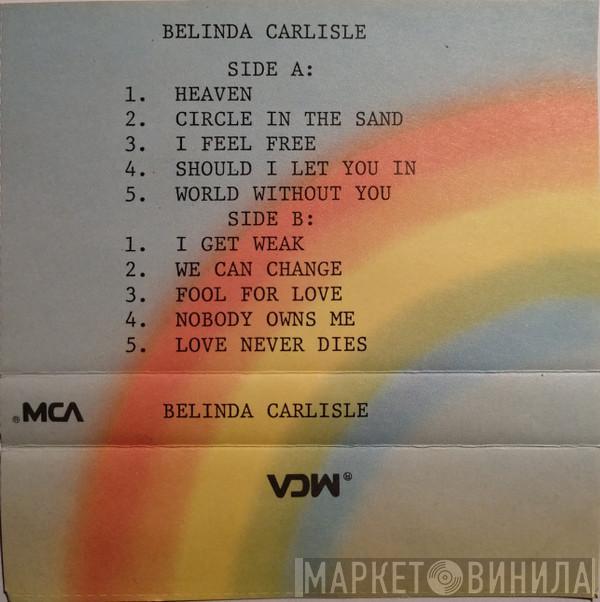 BELINDA CARLISLE
SIDE A:
1. HEAVEN
2. CIRCLE IN THE SAND
3. I FEEL FREE
4. SHOULD I LET YOU IN
5. WORLD WITHOUT YOU
SIDE B:
1. I GET WEAK
2. WE CAN CHANGE
3. FOOL FOR LOVE
4. NOBODY OWNS ME
5. LOVE NEVER DIES
®MCA BELINDA CARLISLE
MCA®
МАРКЕТ ВИНИЛА